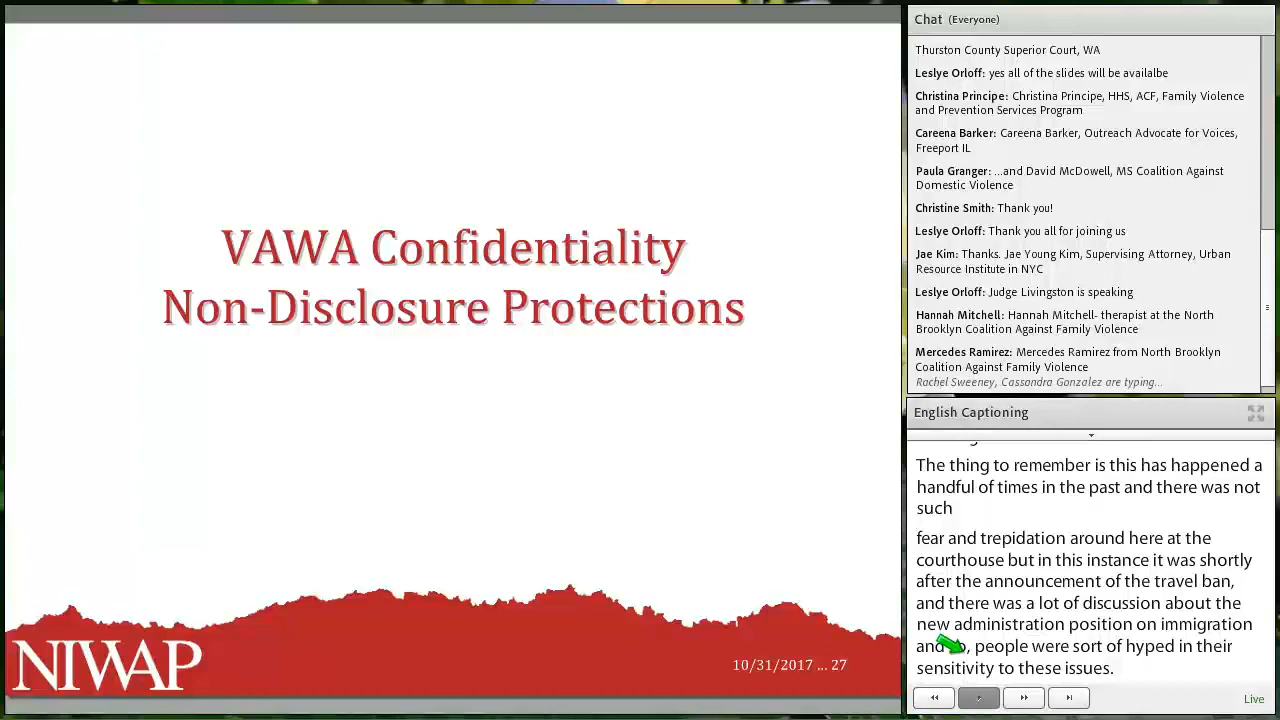 VAWA Confidentiality
Non-Disclosure Protections
NIWAP
10/31/2017 ... 27
Chat (Everyone)
Thurston County Superior Court, WA
Leslye Orloff: yes all of the slides will be availalbe
Christina Principe: Christina Principe, HHS, ACF, Family Violence
and Prevention Services Program
Careena Barker: Careena Barker, Outreach Advocate for Voices,
Freeport IL
Paula Granger: ...and David McDowell, MS Coalition Against
Domestic Violence
Christine Smith: Thank you!
Leslye Orloff: Thank you all for joining us
Jae Kim: Thanks. Jae Young Kim, Supervising Attorney, Urban
Resource Institute in NYC
Leslye Orloff: Judge Livingston is speaking
Hannah Mitchell: Hannah Mitchell- therapist at the North
Brooklyn Coalition Against Family Violence
Mercedes Ramirez: Mercedes Ramirez from North Brooklyn
Coalition Against Family Violence
Rachel Sweeney, Cassandra Gonzalez are typing...
English Captioning
The thing to remember is this has happened a
handful of times in the past and there was not
such
fear and trepidation around here at the
courthouse but in this instance it was shortly
after the announcement of the travel ban,
and there was a lot of discussion about the
new administration position on immigration
and people were sort of hyped in their
sensitivity to these issues.
Live